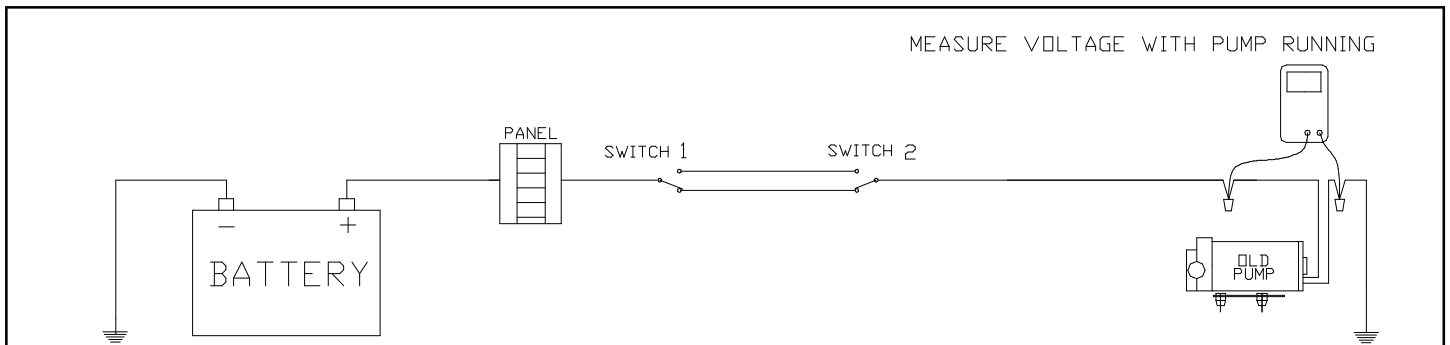 MEASURE VOLTAGE WITH PUMP RUNNING
PANEL
SWITCH 1
SWITCH 2
- +
BATTERY
OLD
PUMP